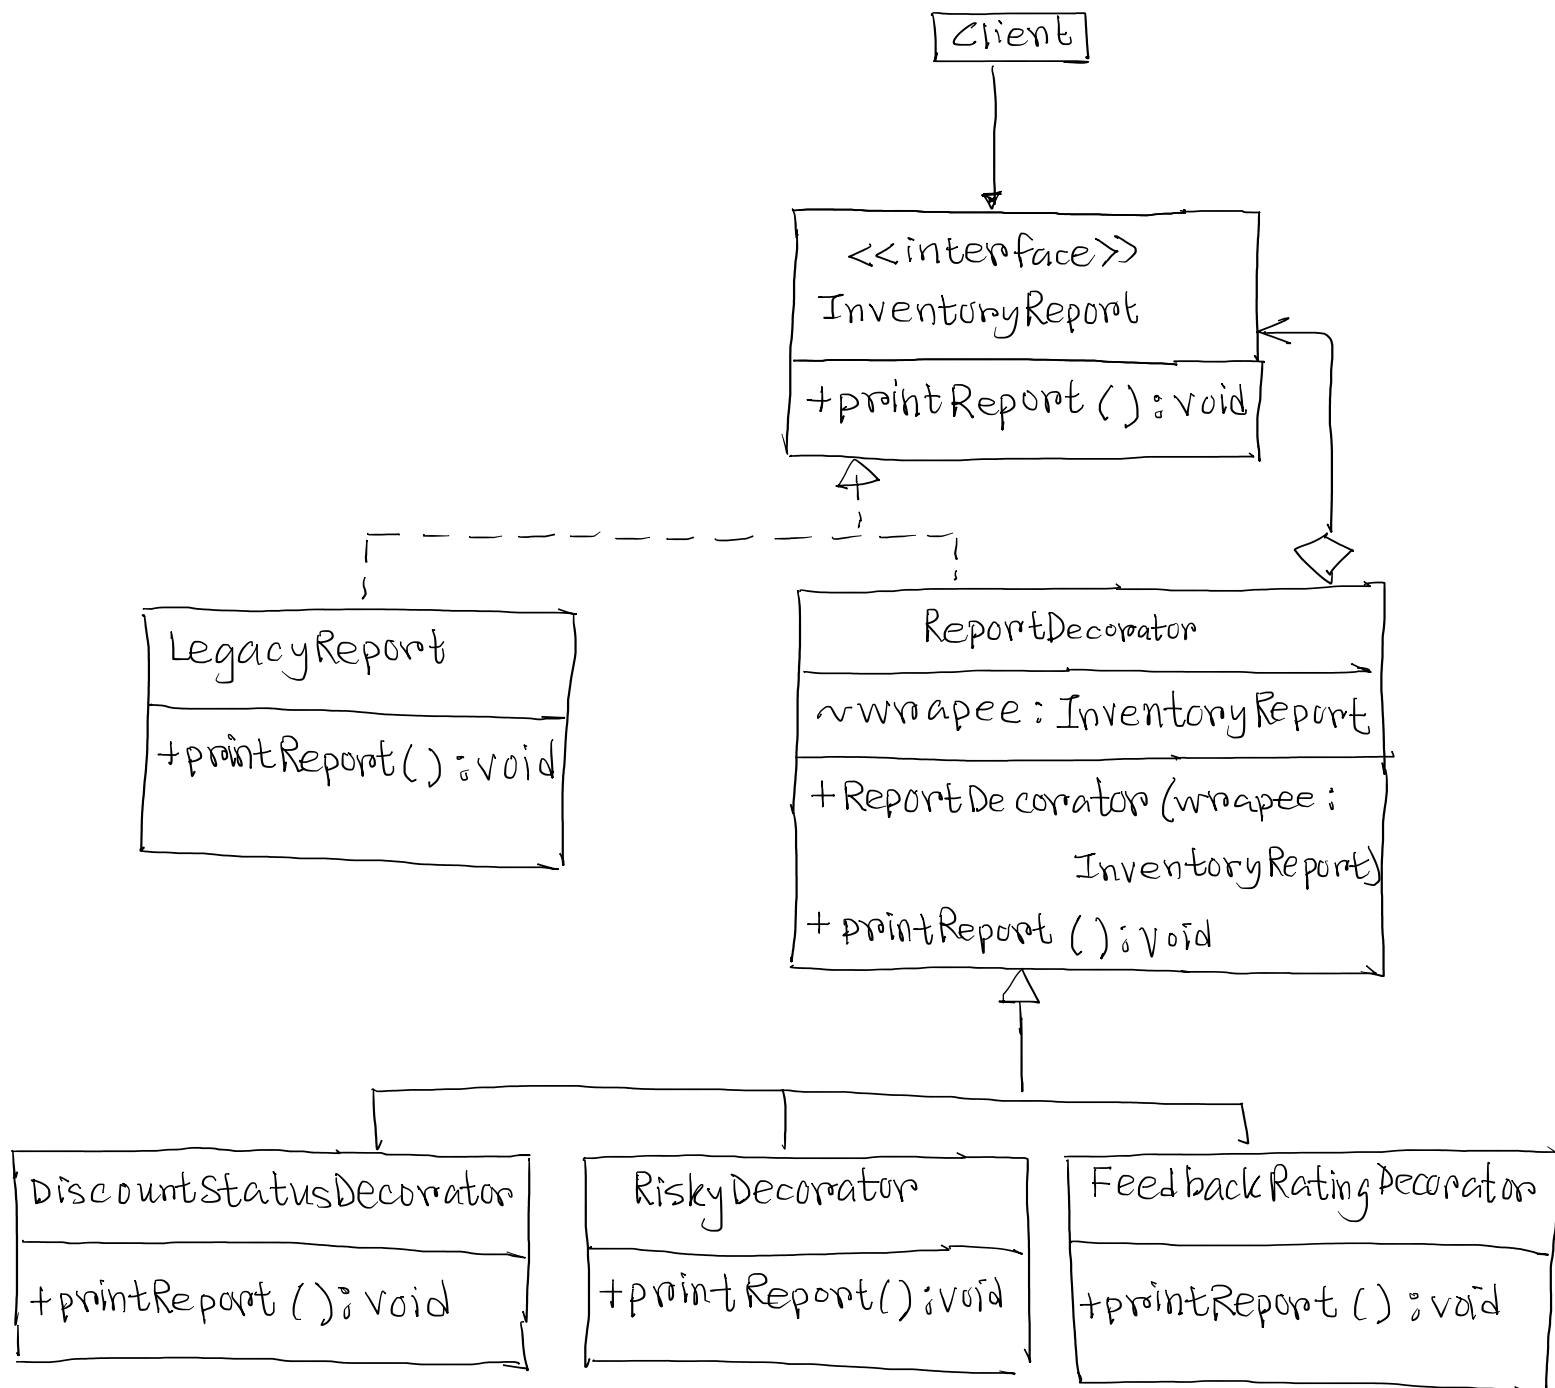 Client
<<interface>>
InventoryReport
+printReport():void
LegacyReport
+printReport():void
ReportDecorator
~wrapee: InventoryReport
+ReportDecorator(wrapee:
InventoryReport)
+printReport():void
DiscountStatusDecorator
+printReport():void
RiskyDecorator
+printReport():void
FeedbackRatingDecorator
+printReport():void